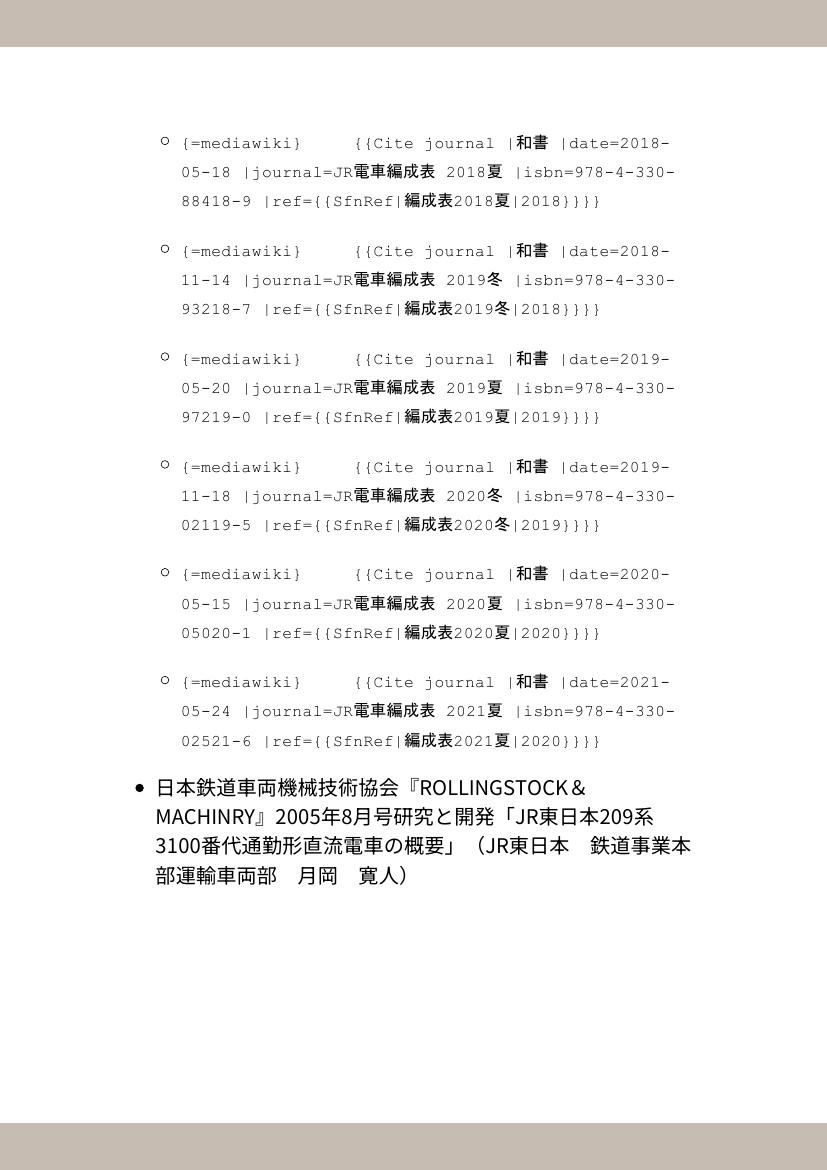 {=mediawiki} {{Cite journal |和書 |date=2018-
05-18 |journal=JR電車編成表 2018夏 |isbn=978-4-330-
88418-9 |ref={{SfnRef|編成表2018夏|2018}}}}
{=mediawiki} {{Cite journal |和書 |date=2018-
11-14 |journal=JR電車編成表 2019冬 |isbn=978-4-330-
93218-7 |ref={{SfnRef|編成表2019冬|2018}}}}
{=mediawiki} {{Cite journal |和書 |date=2019-
05-20 |journal=JR電車編成表 2019夏 |isbn=978-4-330-
97219-0 |ref={{SfnRef|編成表2019夏|2019}}}}
{=mediawiki} {{Cite journal |和書 |date=2019-
11-18 |journal=JR電車編成表 2020冬 |isbn=978-4-330-
02119-5 |ref={{SfnRef|編成表2020冬|2019}}}}
{=mediawiki} {{Cite journal |和書 |date=2020-
05-15 |journal=JR電車編成表 2020夏 |isbn=978-4-330-
05020-1 |ref={{SfnRef|編成表2020夏|2020}}}}
{=mediawiki} {{Cite journal |和書 |date=2021-
05-24 |journal=JR電車編成表 2021夏 |isbn=978-4-330-
02521-6 |ref={{SfnRef|編成表2021夏|2020}}}}
日本鉄道車両機械技術協会『ROLLINGSTOCK＆
MACHINRY』2005年8月号研究と開発「JR東日本209系
3100番代通勤形直流電車の概要」（JR東日本　鉄道事業本
部運輸車両部　月岡　寛人）